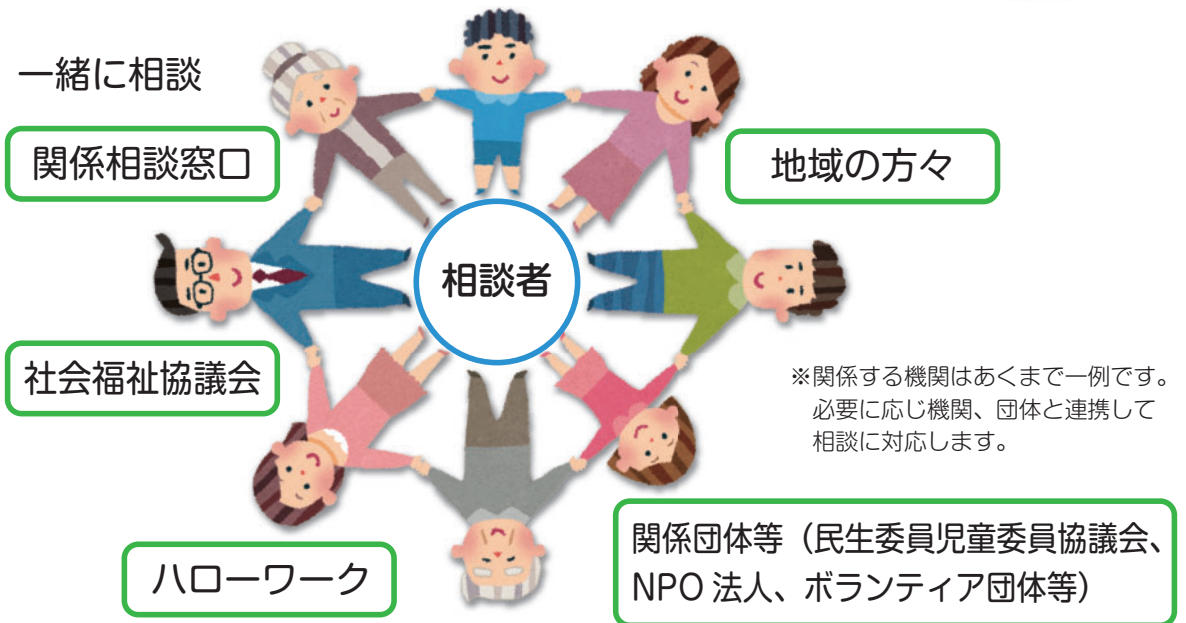 一緒に相談
関係相談窓口
地域の方々
相談者
社会福祉協議会
※関係する機関はあくまで一例です。
必要に応じ機関、団体と連携して
相談に対応します。
ハローワーク
関係団体等（民生委員児童委員協議会、
NPO 法人、ボランティア団体等）